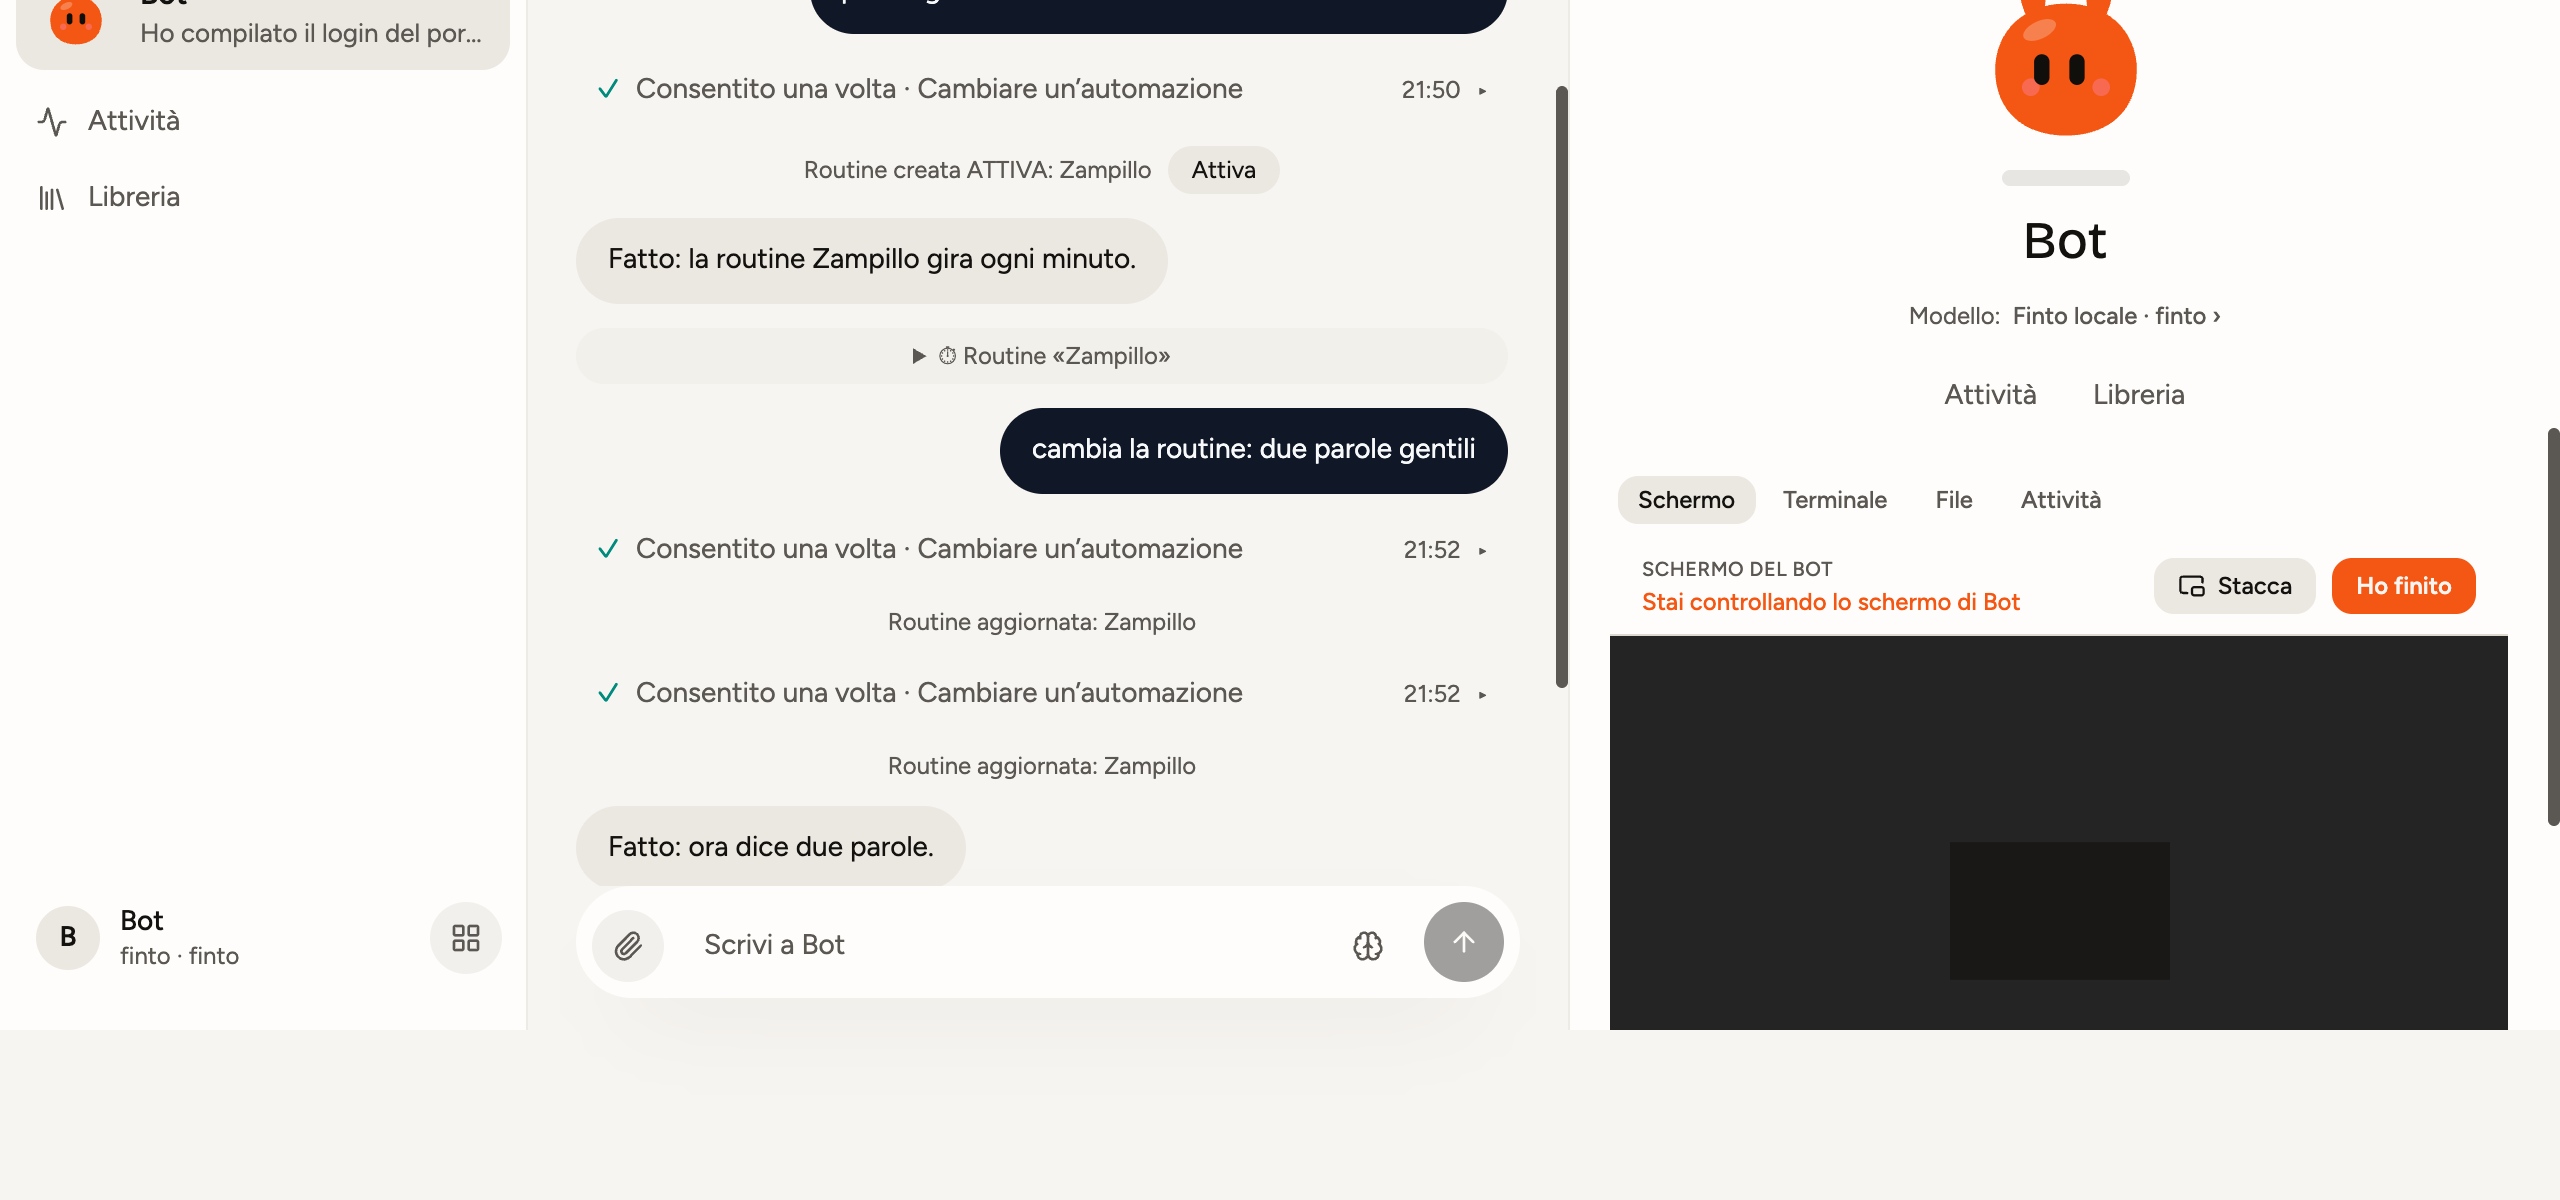 Bot
Ho compilato il login del por...
Attività
Libreria
B
Bot
finto · finto
Consentito una volta · Cambiare un’automazione 21:50
Routine creata ATTIVA: Zampillo Attiva
Fatto: la routine Zampillo gira ogni minuto.
Routine «Zampillo»
cambia la routine: due parole gentili
Consentito una volta · Cambiare un’automazione 21:52
Routine aggiornata: Zampillo
Consentito una volta · Cambiare un’automazione 21:52
Routine aggiornata: Zampillo
Fatto: ora dice due parole.
Scrivi a Bot
Bot
Modello: Finto locale · finto ›
Attività Libreria
Schermo Terminale File Attività
SCHERMO DEL BOT
Stai controllando lo schermo di Bot
Stacca Ho finito